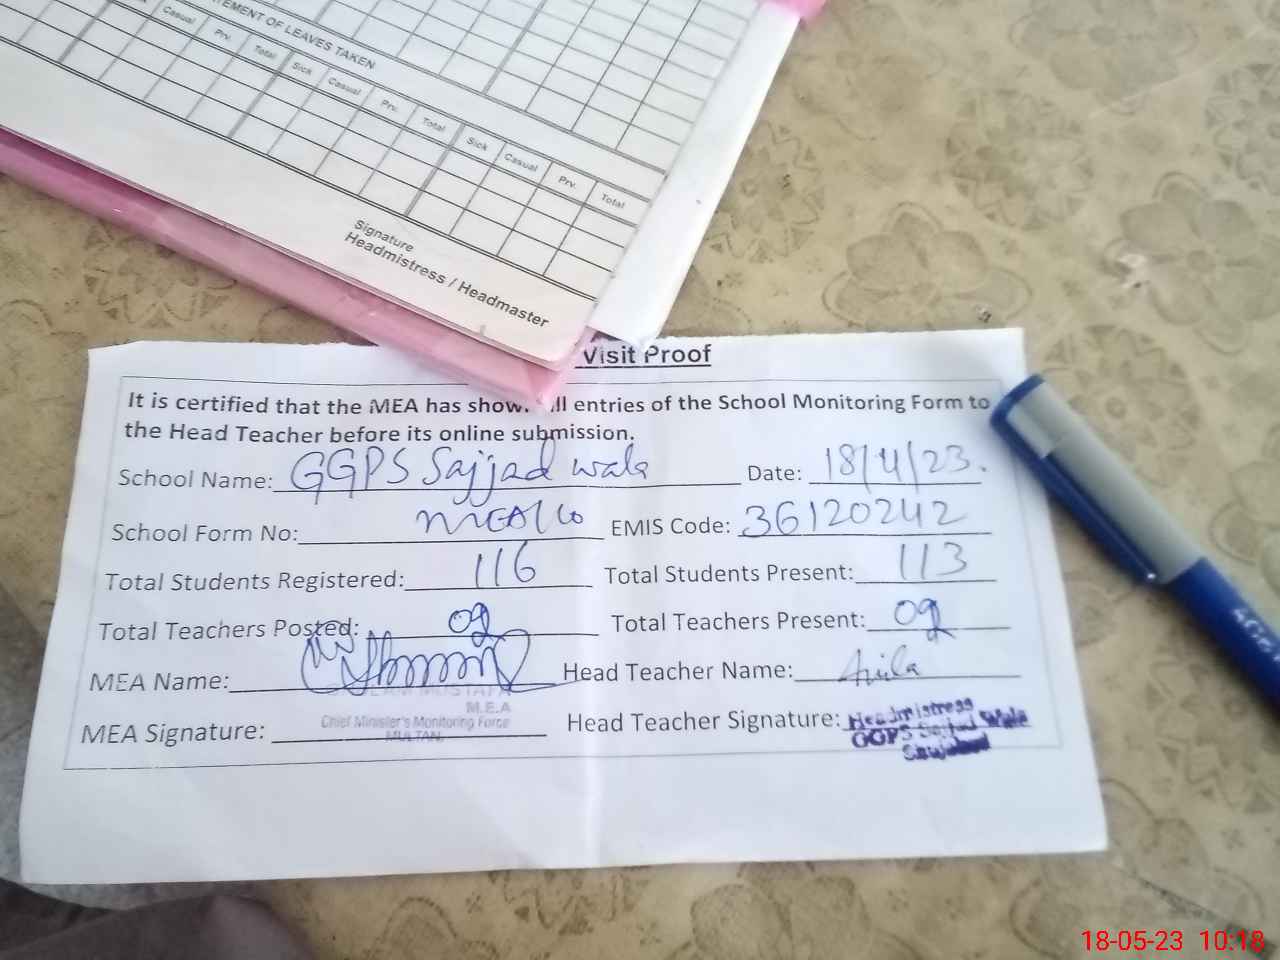 TEMENT OF LEAVES TAKEN
Casual Prv. Total Sick Casual Prv. Total Sick Casual Prv. Total
Signature
Headmistress / Headmaster
Visit Proof
It is certified that the MEA has show all entries of the School Monitoring Form to
the Head Teacher before its online submission.
School Name: GGPS Sajjad wala Date: 18/4/23.
School Form No: EMIS Code: 36120242
Total Students Registered: 116 Total Students Present: 113
Total Teachers Posted: Total Teachers Present:
MEA Name: Head Teacher Name:
MUSTAFA
M.E.A
Chief Minister's Monitoring Force
MULTAN.
MEA Signature: Head Teacher Signature: Headmistress
GGPS Sajjad Wala
18-05-23 10:18